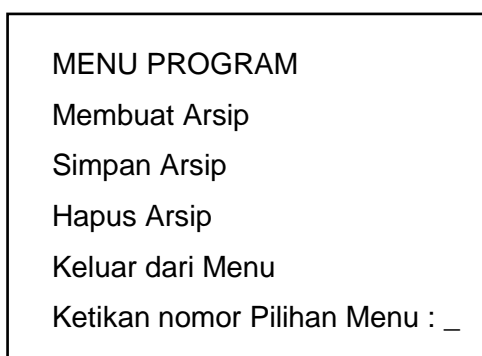 MENU PROGRAM
Membuat Arsip
Simpan Arsip
Hapus Arsip
Keluar dari Menu
Ketikan nomor Pilihan Menu : _